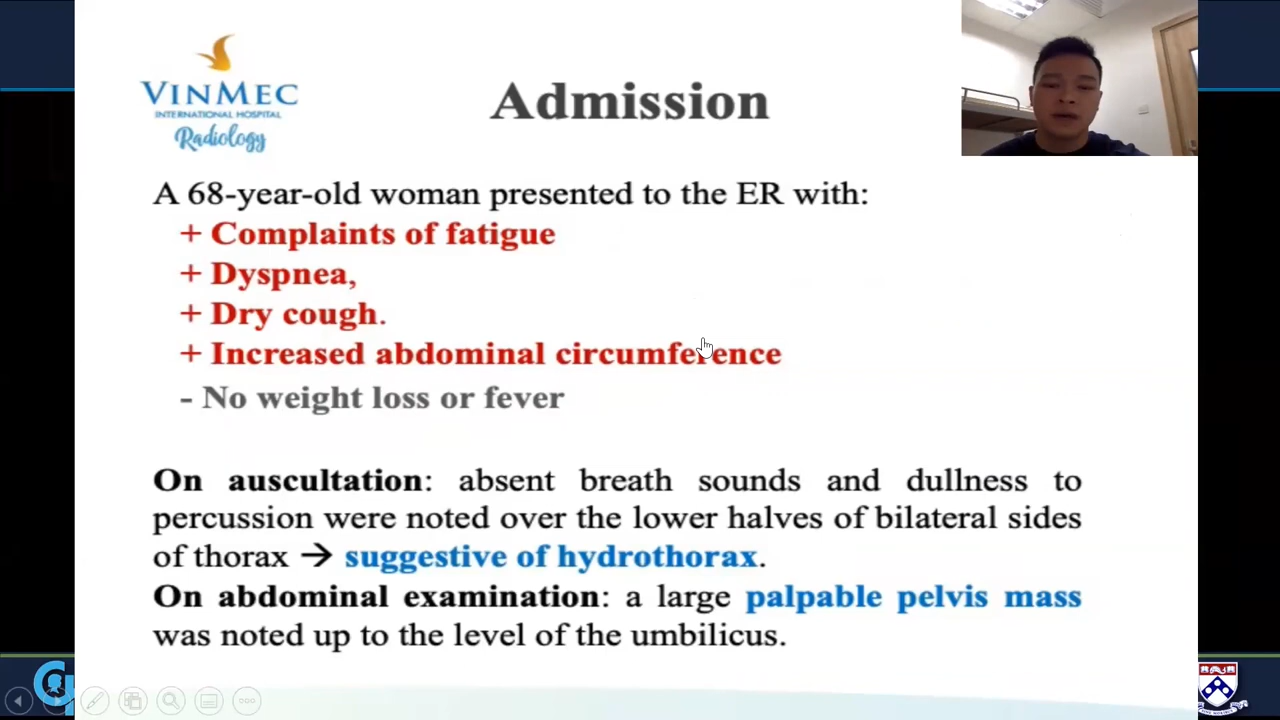 VINMEC
INTERNATIONAL HOSPITAL
Radiology
Admission
A 68-year-old woman presented to the ER with:
+ Complaints of fatigue
+ Dyspnea,
+ Dry cough.
+ Increased abdominal circumference
- No weight loss or fever
On auscultation: absent breath sounds and dullness to
percussion were noted over the lower halves of bilateral sides
of thorax → suggestive of hydrothorax.
On abdominal examination: a large palpable pelvis mass
was noted up to the level of the umbilicus.